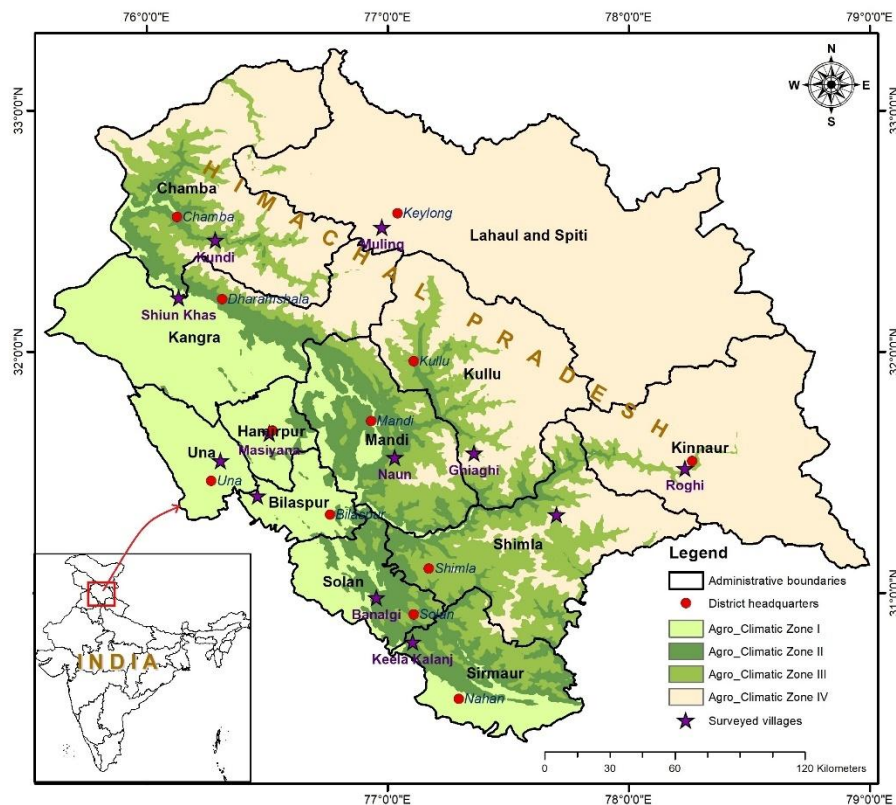 76°0'0"E 77°0'0"E 78°0'0"E 79°0'0"E
33°0'0"N 33°0'0"N
N
W E
S
HIMACHAL PRADESH
Chamba
Chamba
Keylong
Muling
Lahaul and Spiti
Kundi
Dharamshala
Shiun Khas
Kangra
32°0'0"N 32°0'0"N
Kullu
Kullu
Mandi
Mandi
Hamirpur
Masiyana
Kinnaur
Una
Naun
Ghiaghi
Roghi
Una
Bilaspur
Bilaspur
Shimla
Solan
Shimla
31°0'0"N 31°0'0"N
Banalgi
Solan
Keela Kalanj
Sirmaur
Nahan
INDIA
Legend
Administrative boundaries
District headquarters
Agro_Climatic Zone I
Agro_Climatic Zone II
Agro_Climatic Zone III
Agro_Climatic Zone IV
Surveyed villages
0 30 60 120 Kilometers
77°0'0"E 78°0'0"E 79°0'0"E